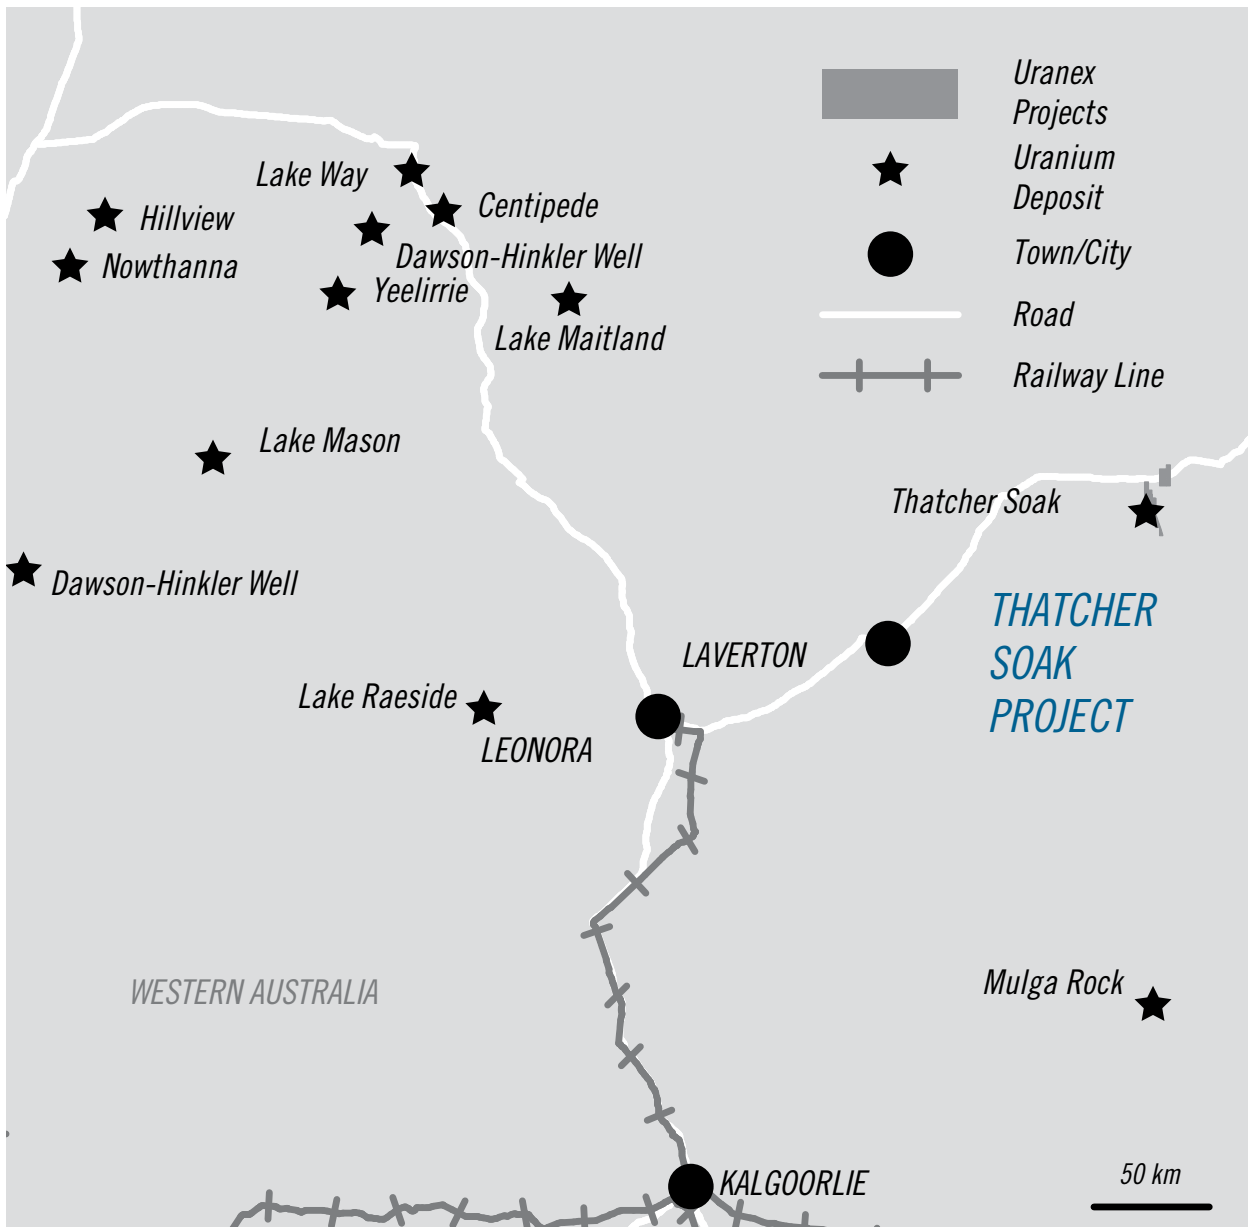 Uranex
Projects
Uranium
Deposit
Town/City
Road
Railway Line
Lake Way
Centipede
Hillview
Dawson-Hinkler Well
Nowthanna
Yeelirrie
Lake Maitland
Lake Mason
Thatcher Soak
Dawson-Hinkler Well
THATCHER
SOAK
PROJECT
LAVERTON
Lake Raeside
LEONORA
Mulga Rock
WESTERN AUSTRALIA
50 km
KALGOORLIE